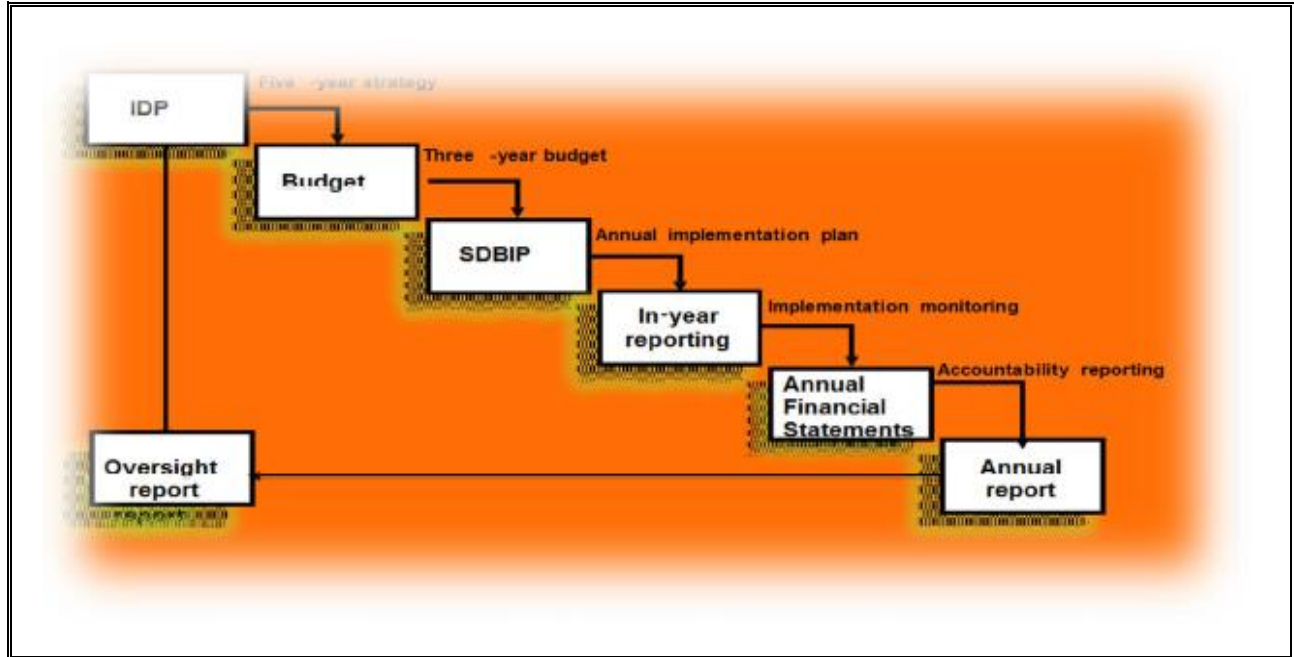 Five -year strategy
IDP
Three -year budget
Budget
Annual implementation plan
SDBIP
Implementation monitoring
In-year
reporting
Accountability reporting
Annual
Financial
Statements
Annual
report
Oversight
report